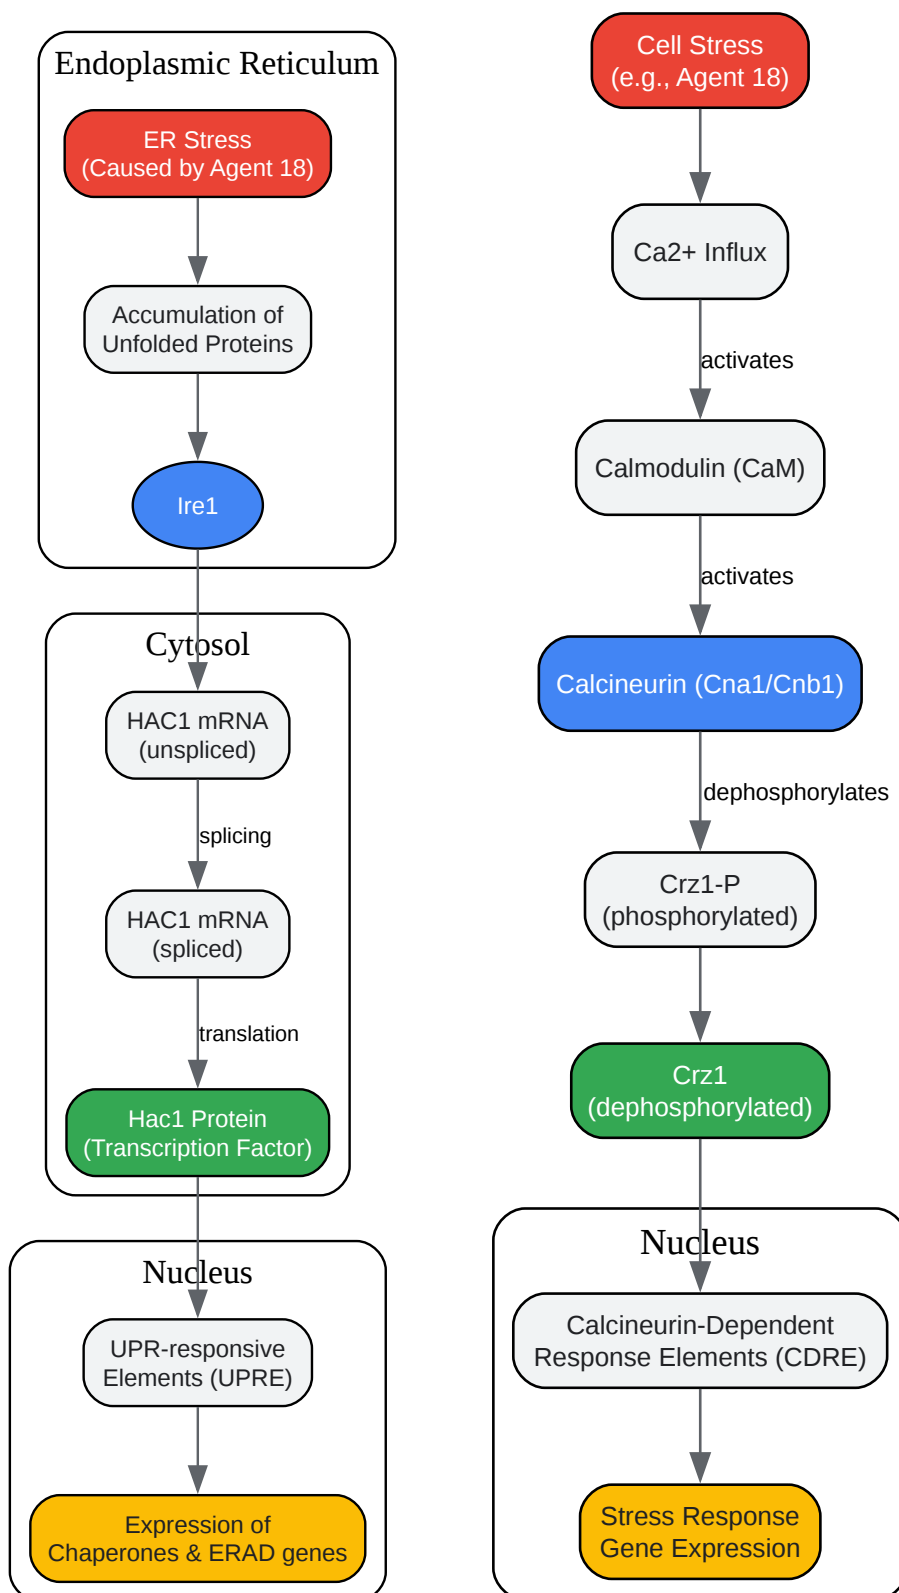 Endoplasmic Reticulum
ER Stress
(Caused by Agent 18)
Accumulation of
Unfolded Proteins
Ire1
Cytosol
HAC1 mRNA
(unspliced)
splicing
HAC1 mRNA
(spliced)
translation
Hac1 Protein
(Transcription Factor)
Nucleus
UPR-responsive
Elements (UPRE)
Expression of
Chaperones & ERAD genes
Cell Stress
(e.g., Agent 18)
Ca2+ Influx
activates
Calmodulin (CaM)
activates
Calcineurin (Cna1/Cnb1)
dephosphorylates
Crz1-P
(phosphorylated)
Crz1
(dephosphorylated)
Nucleus
Calcineurin-Dependent
Response Elements (CDRE)
Stress Response
Gene Expression